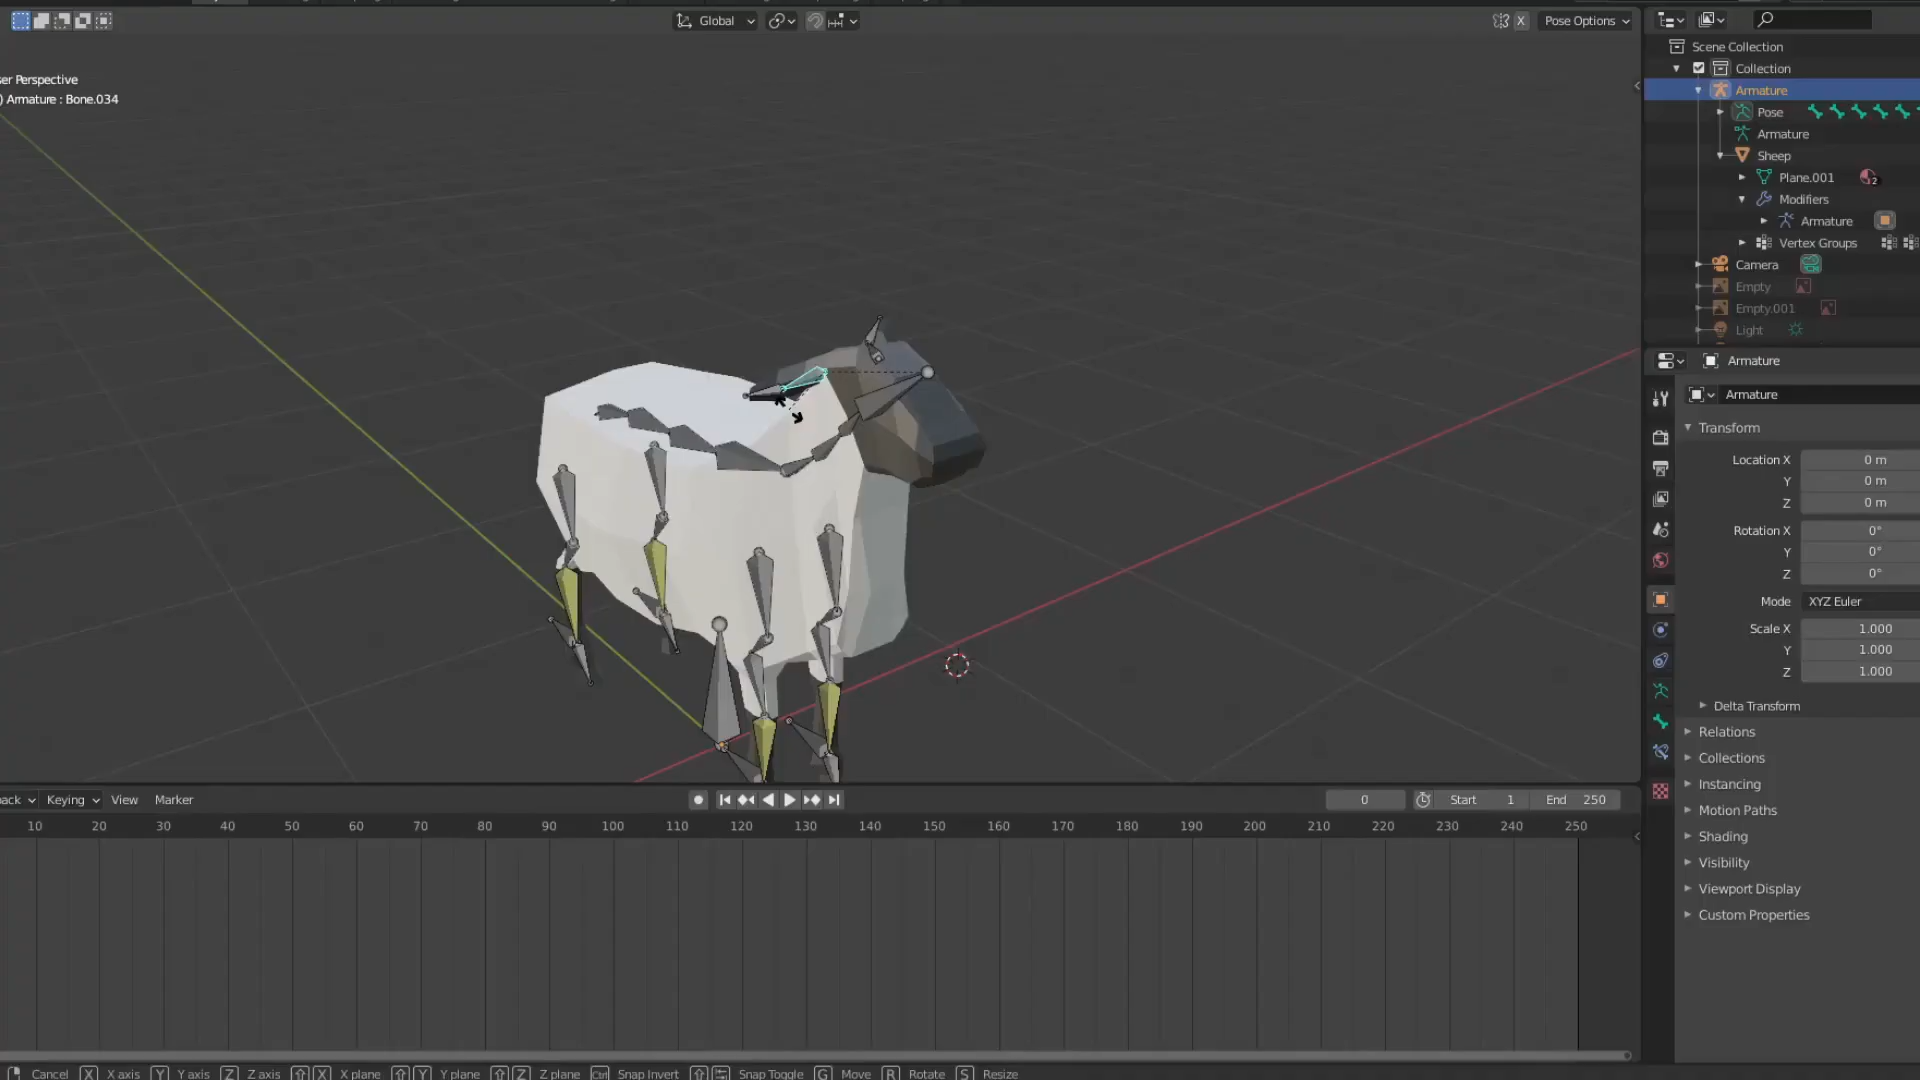 Global
X
Pose Options
Scene Collection
er Perspective
Collection
) Armature : Bone.034
Armature
Pose
Armature
Sheep
Plane.001
2
Modifiers
Armature
Vertex Groups
Camera
Empty
Empty.001
Light
Armature
Armature
Transform
Location X 0 m
Y 0 m
Z 0 m
Rotation X 0°
Y 0°
Z 0°
Mode XYZ Euler
Scale X 1.000
Y 1.000
Z 1.000
Delta Transform
Relations
Collections
Instancing
Motion Paths
Shading
Visibility
Viewport Display
Custom Properties
ack Keying View Marker
0 Start 1 End 250
10 20 30 40 50 60 70 80 90 100 110 120 130 140 150 160 170 180 190 200 210 220 230 240 250
Cancel X X axis Y Y axis Z Z axis X X plane Y Y plane Z Z plane Ctrl Snap Invert Snap Toggle G Move R Rotate S Resize